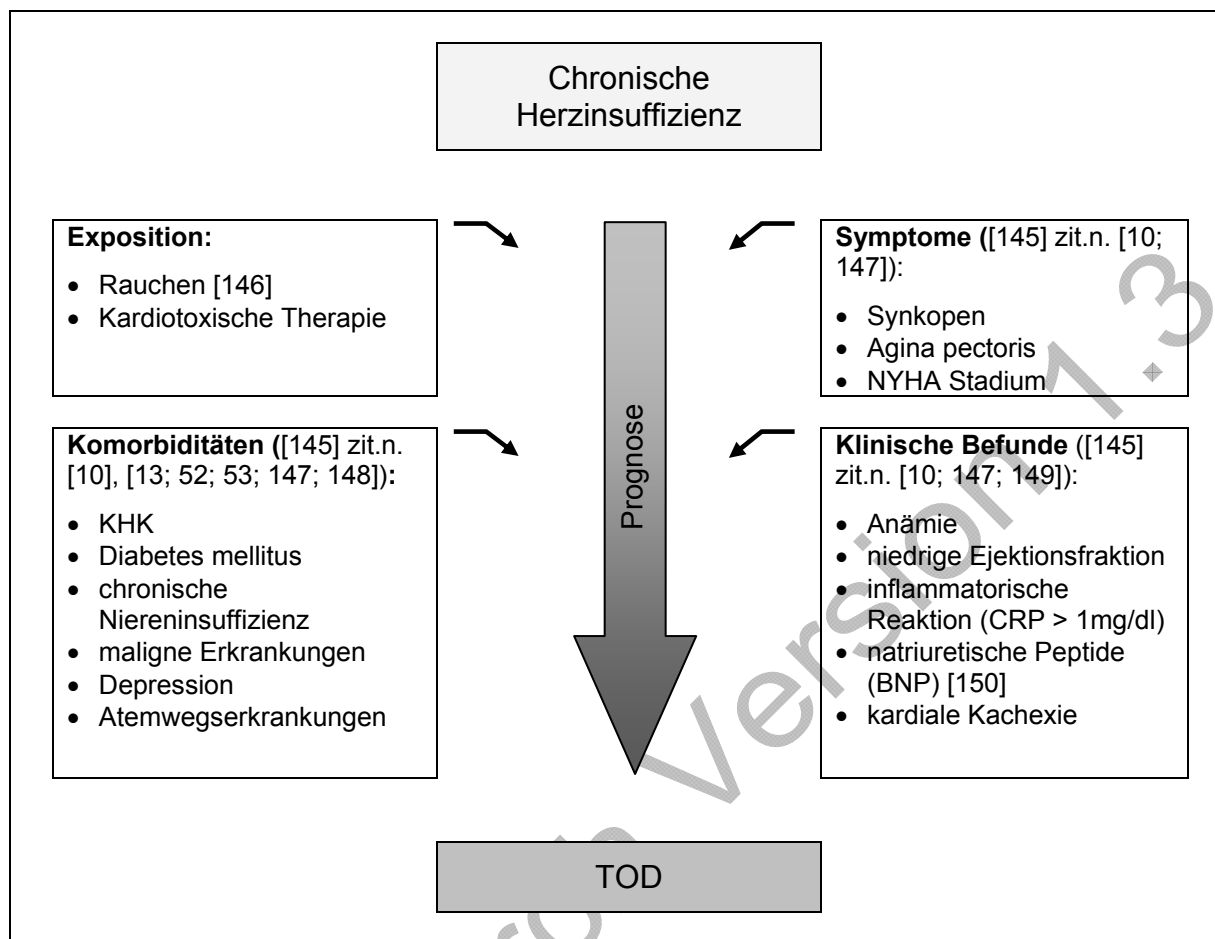 Chronische
Herzinsuffizienz
Exposition:
• Rauchen [146]
• Kardiotoxische Therapie
Symptome ([145] zit.n. [10;
147]):
• Synkopen
• Agina pectoris
• NYHA Stadium
Prognose
Komorbiditäten ([145] zit.n.
[10], [13; 52; 53; 147; 148]):
• KHK
• Diabetes mellitus
• chronische
Niereninsuffizienz
• maligne Erkrankungen
• Depression
• Atemwegserkrankungen
Klinische Befunde ([145]
zit.n. [10; 147; 149]):
• Anämie
• niedrige Ejektionsfraktion
• inflammatorische
Reaktion (CRP > 1mg/dl)
• natriuretische Peptide
(BNP) [150]
• kardiale Kachexie
TOD
Version 1.3